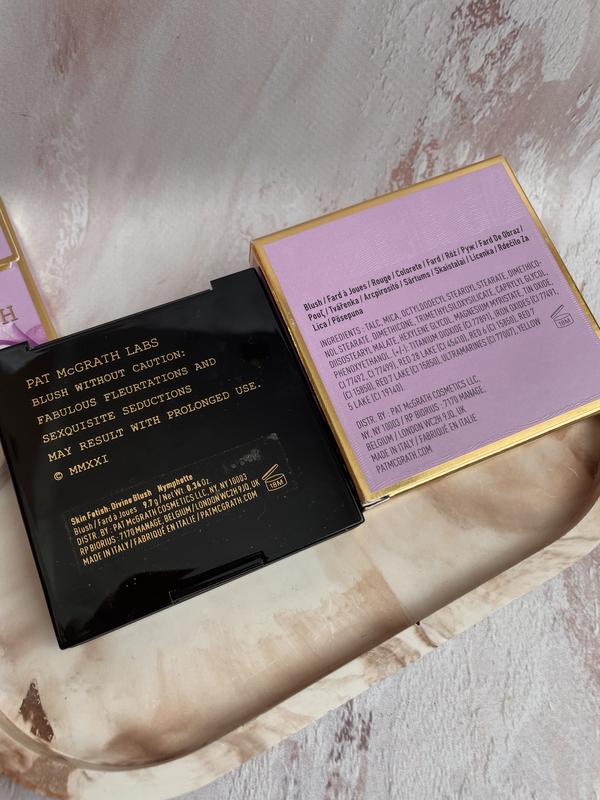 H
PAT McGRATH LABS
BLUSH WITHOUT CAUTION:
FABULOUS FLEURTATIONS AND
SEXQUISITE SEDUCTIONS
MAY RESULT WITH PROLONGED USE.
© MMXXI
Skin Fetish: Divine Blush Nymphette
Blush / Fard à Joues 9.7 g / Net Wt. 0.34 Oz.
DISTR. BY : PAT McGRATH COSMETICS LLC, NY, NY 10003
RP BIORIUS : 7170 MANAGE, BELGIUM / LONDON WC2H 9JQ, UK
MADE IN ITALY / FABRIQUÉ EN ITALIE / PATMCGRATH.COM
18M
Blush / Fard à Joues / Rouge / Colorete / Fard / Róż / Руж / Fard De Obraz /
Pouζ / Tvářenka / Arcpirosító / Sārtums / Skaistalai / Licenka / Rdečilo Za
Lica / Põsepuna
INGREDIENTS - TALC, MICA, OCTYLDODECYL STEAROYL STEARATE, DIMETHICO-
NOL STEARATE, DIMETHICONE, TRIMETHYLSILOXYSILICATE, CAPRYLYL GLYCOL,
DIISOSTEARYL MALATE, HEXYLENE GLYCOL, MAGNESIUM MYRISTATE, TIN OXIDE,
PHENOXYETHANOL. (+/-): TITANIUM DIOXIDE (CI 77891), IRON OXIDES (CI 77491,
CI 77492, CI 77499), RED 28 LAKE (CI 45410), RED 6 (CI 15850), RED 7
(CI 15850), RED 7 LAKE (CI 15850), ULTRAMARINES (CI 77007), YELLOW
5 LAKE (CI 19140).
18M
DISTR. BY : PAT McGRATH COSMETICS LLC,
NY, NY 10003 / RP BIORIUS : 7170 MANAGE,
BELGIUM / LONDON WC2H 9JQ, UK
MADE IN ITALY / FABRIQUÉ EN ITALIE
PATMCGRATH.COM